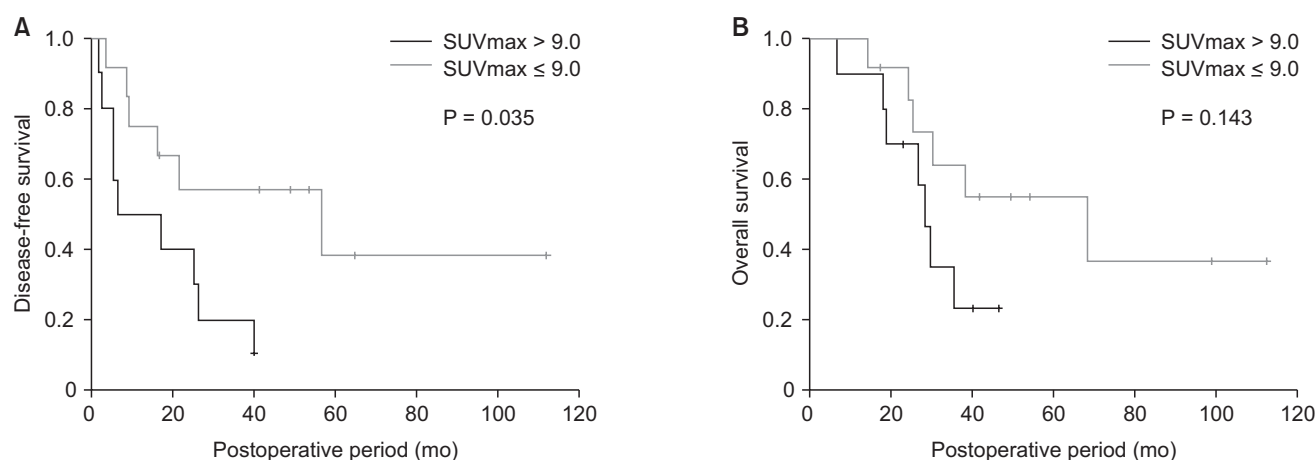 A
Disease-free survival
1.0
0.8
0.6
0.4
0.2
0
0 20 40 60 80 100 120
Postoperative period (mo)
SUVmax > 9.0
SUVmax ≤ 9.0
P = 0.035
B
Overall survival
1.0
0.8
0.6
0.4
0.2
0
0 20 40 60 80 100 120
Postoperative period (mo)
SUVmax > 9.0
SUVmax ≤ 9.0
P = 0.143